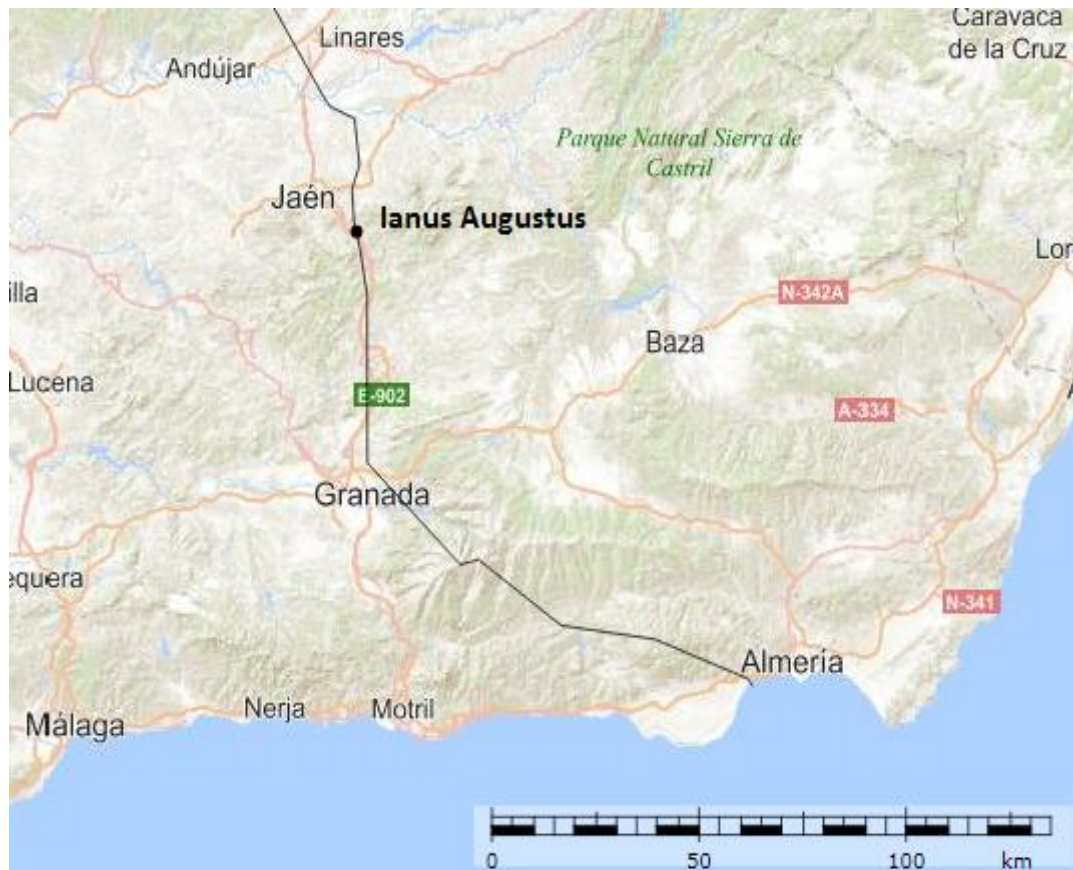 Caravaca
de la Cruz
Linares
Andújar
Parque Natural Sierra de
Castril
Jaén
Ianus Augustus
Lor
illa
N-342A
Baza
Lucena
E-902
A-334
A
Granada
equera
N-341
Almería
Nerja
Motril
Málaga
0 50 100 km